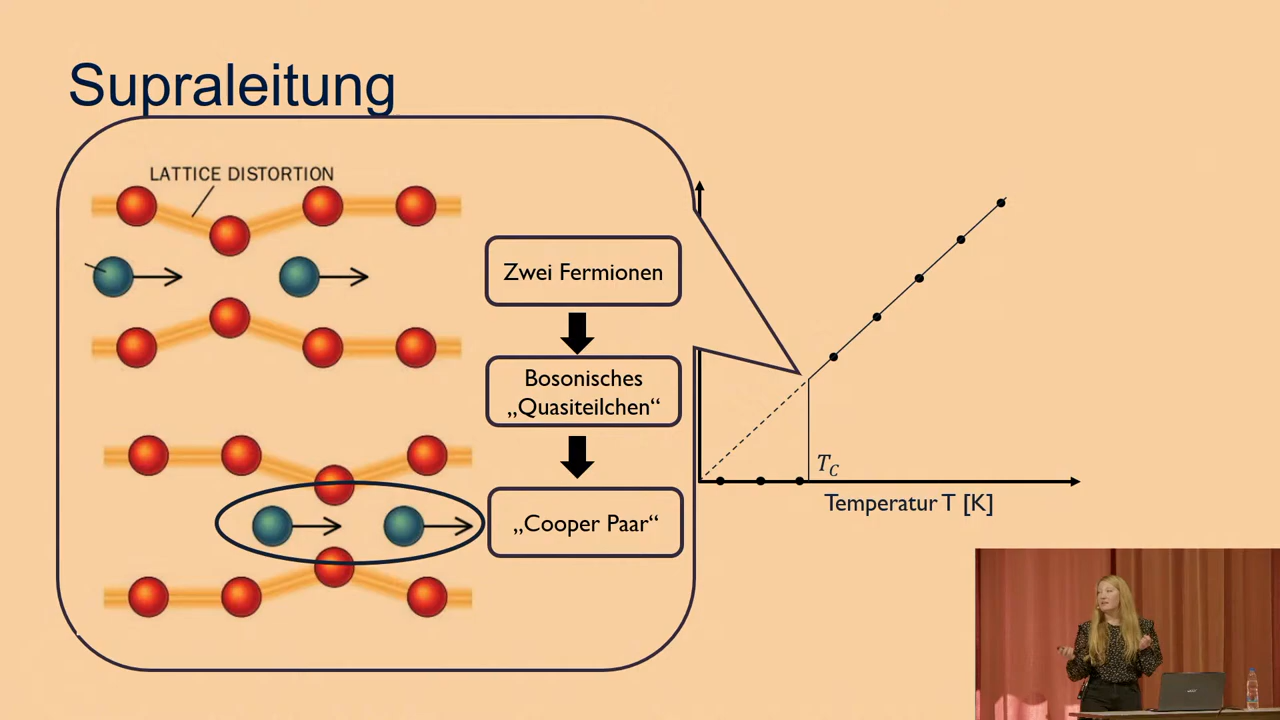 Supraleitung
LATTICE DISTORTION
Zwei Fermionen
Bosonisches
„Quasiteilchen“
„Cooper Paar“
T_C
Temperatur T [K]